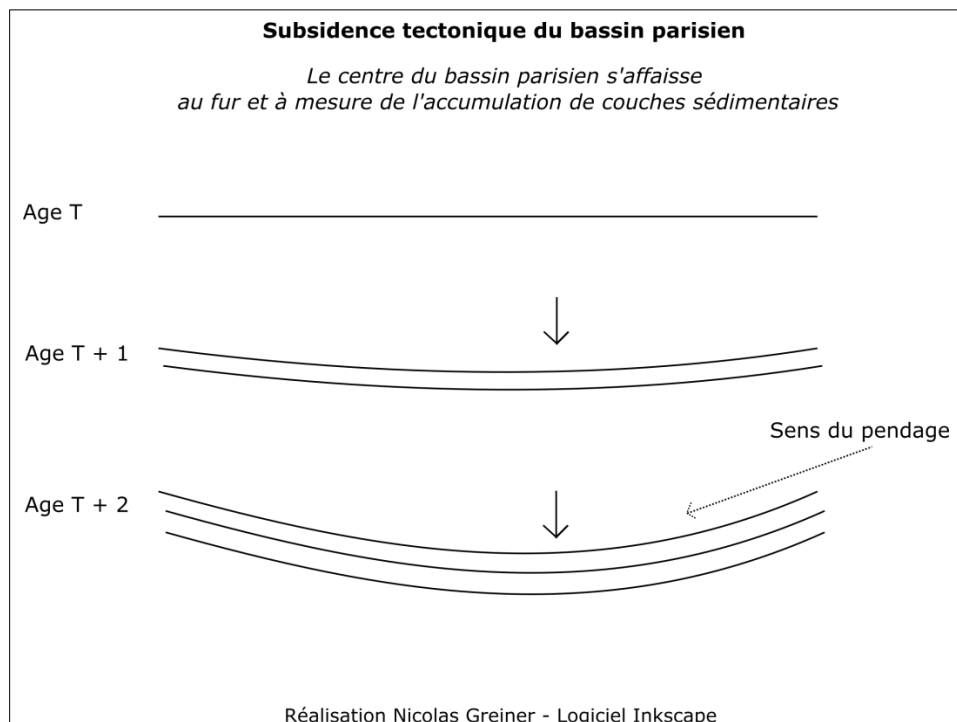 Subsidence tectonique du bassin parisien
Le centre du bassin parisien s'affaisse
au fur et à mesure de l'accumulation de couches sédimentaires
Age T
Age T + 1
Sens du pendage
Age T + 2
Réalisation Nicolas Greiner - Logiciel Inkscape